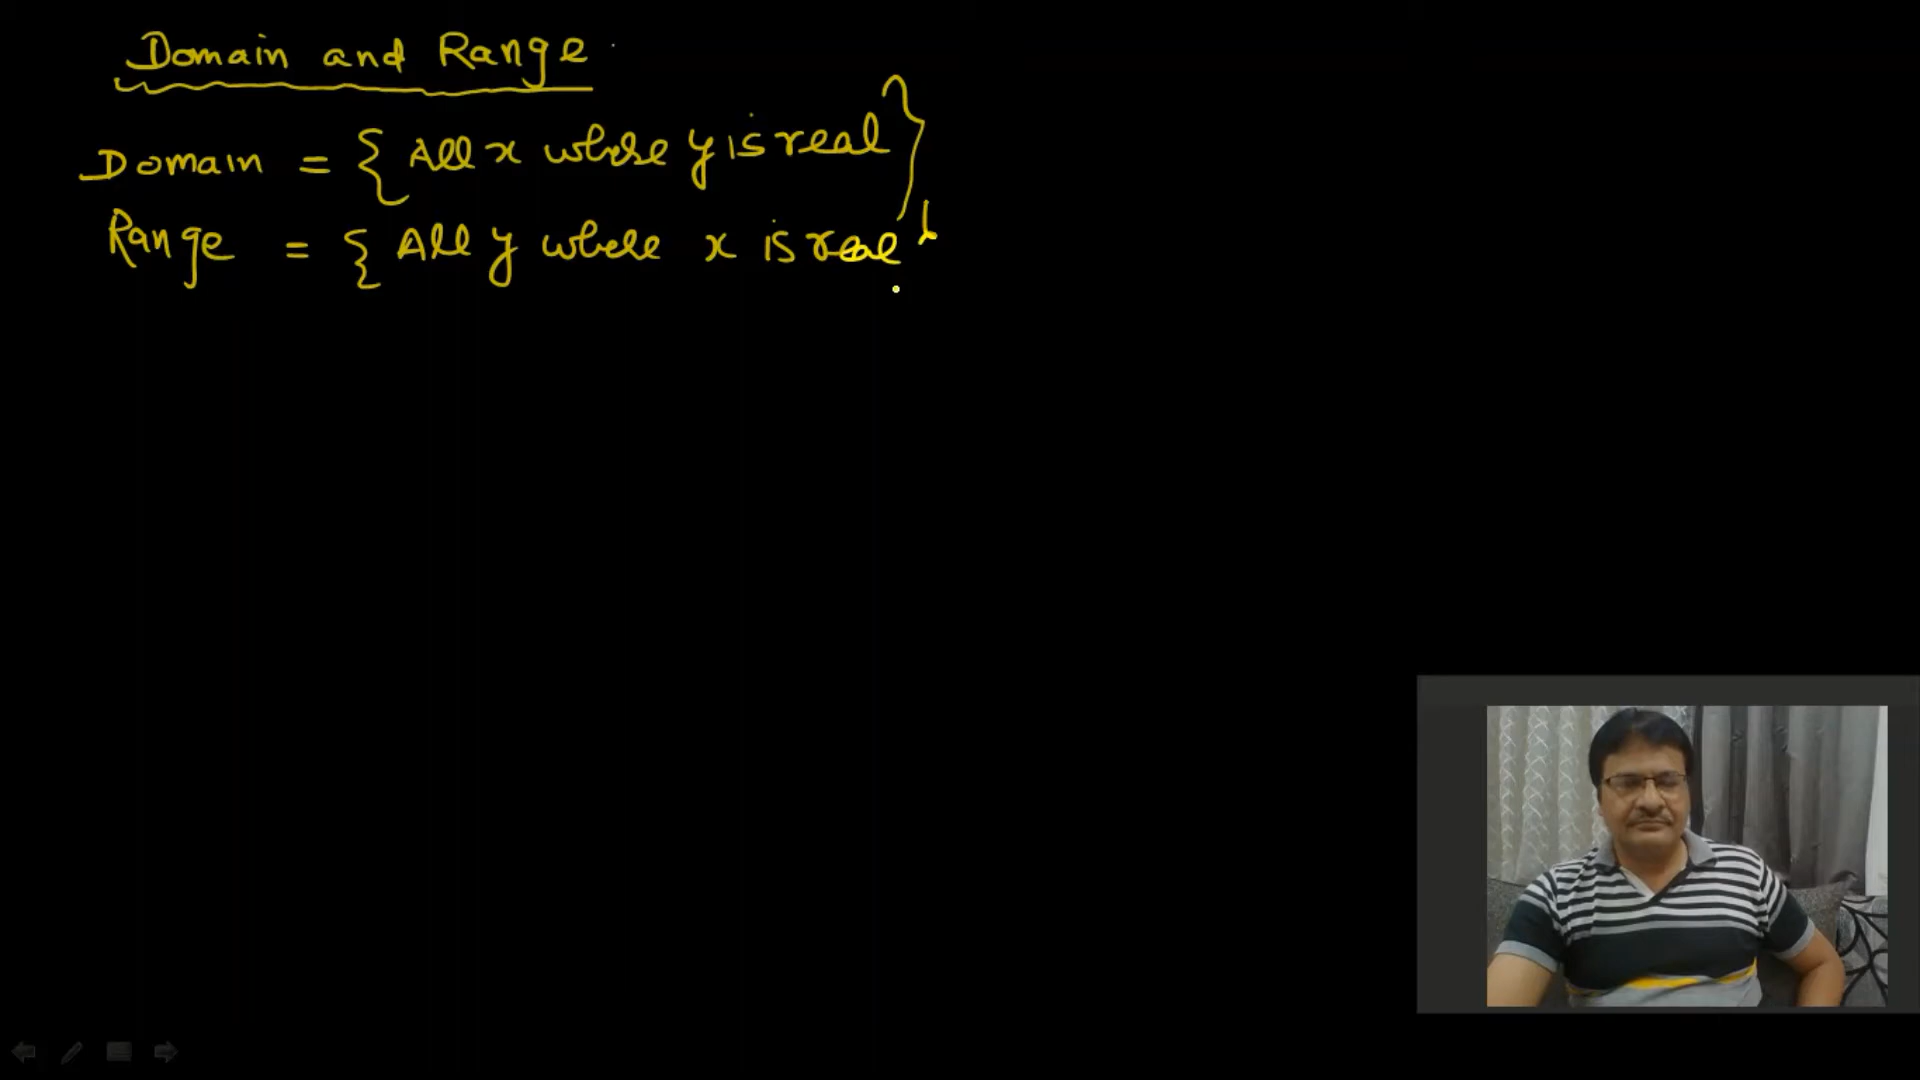 Domain and Range
Domain = { All x where y is real }
Range = { All y where x is real